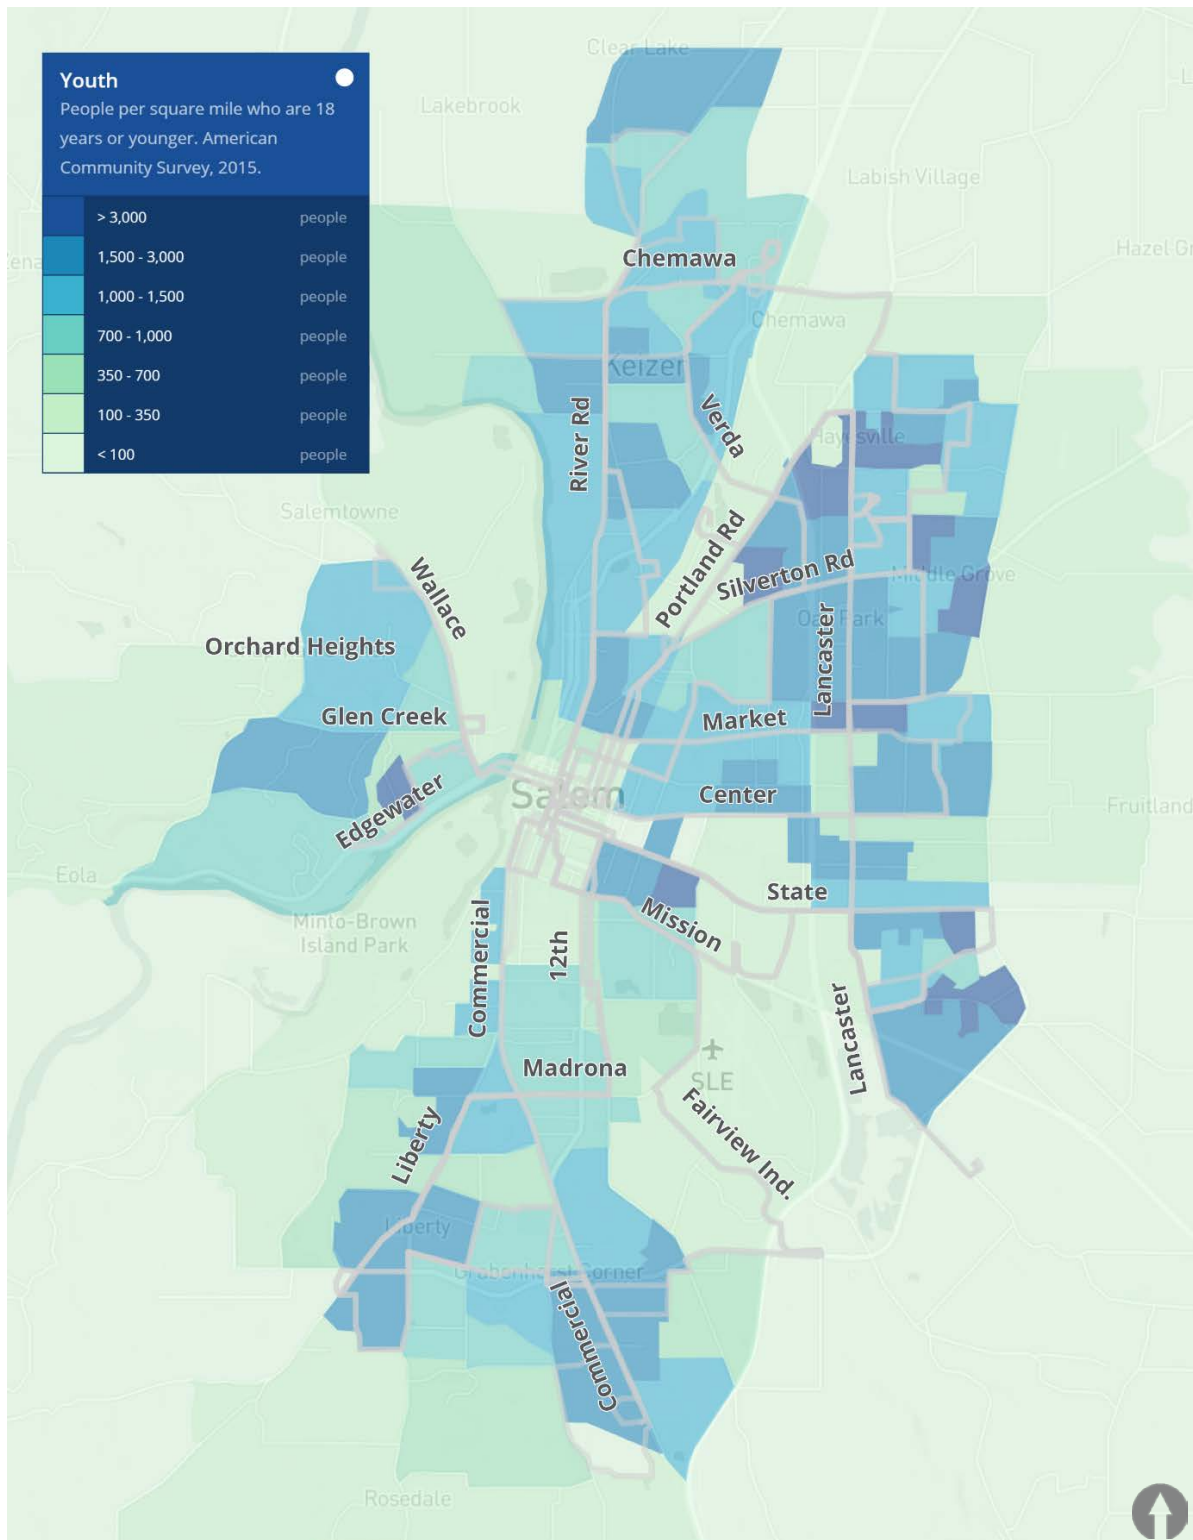 Youth
People per square mile who are 18
years or younger. American
Community Survey, 2015.
> 3,000 people
1,500 - 3,000 people
1,000 - 1,500 people
700 - 1,000 people
350 - 700 people
100 - 350 people
< 100 people
Clear Lake
Lakebrook
Labish Village
Hazel Gr
Chemawa
Chemawa
Keizer
River Rd
Verda
Hayesville
Salemtowne
Wallace
Portland Rd
Silverton Rd
Middle Grove
Orchard Heights
Lancaster
Glen Creek
Market
Edgewater
Salem
Center
Fruitland
Eola
State
Minto-Brown
Island Park
Mission
Commercial
12th
Lancaster
Madrona
SLE
Liberty
Fairview Ind.
Liberty
Grabenhorst Corner
Commercial
Rosedale